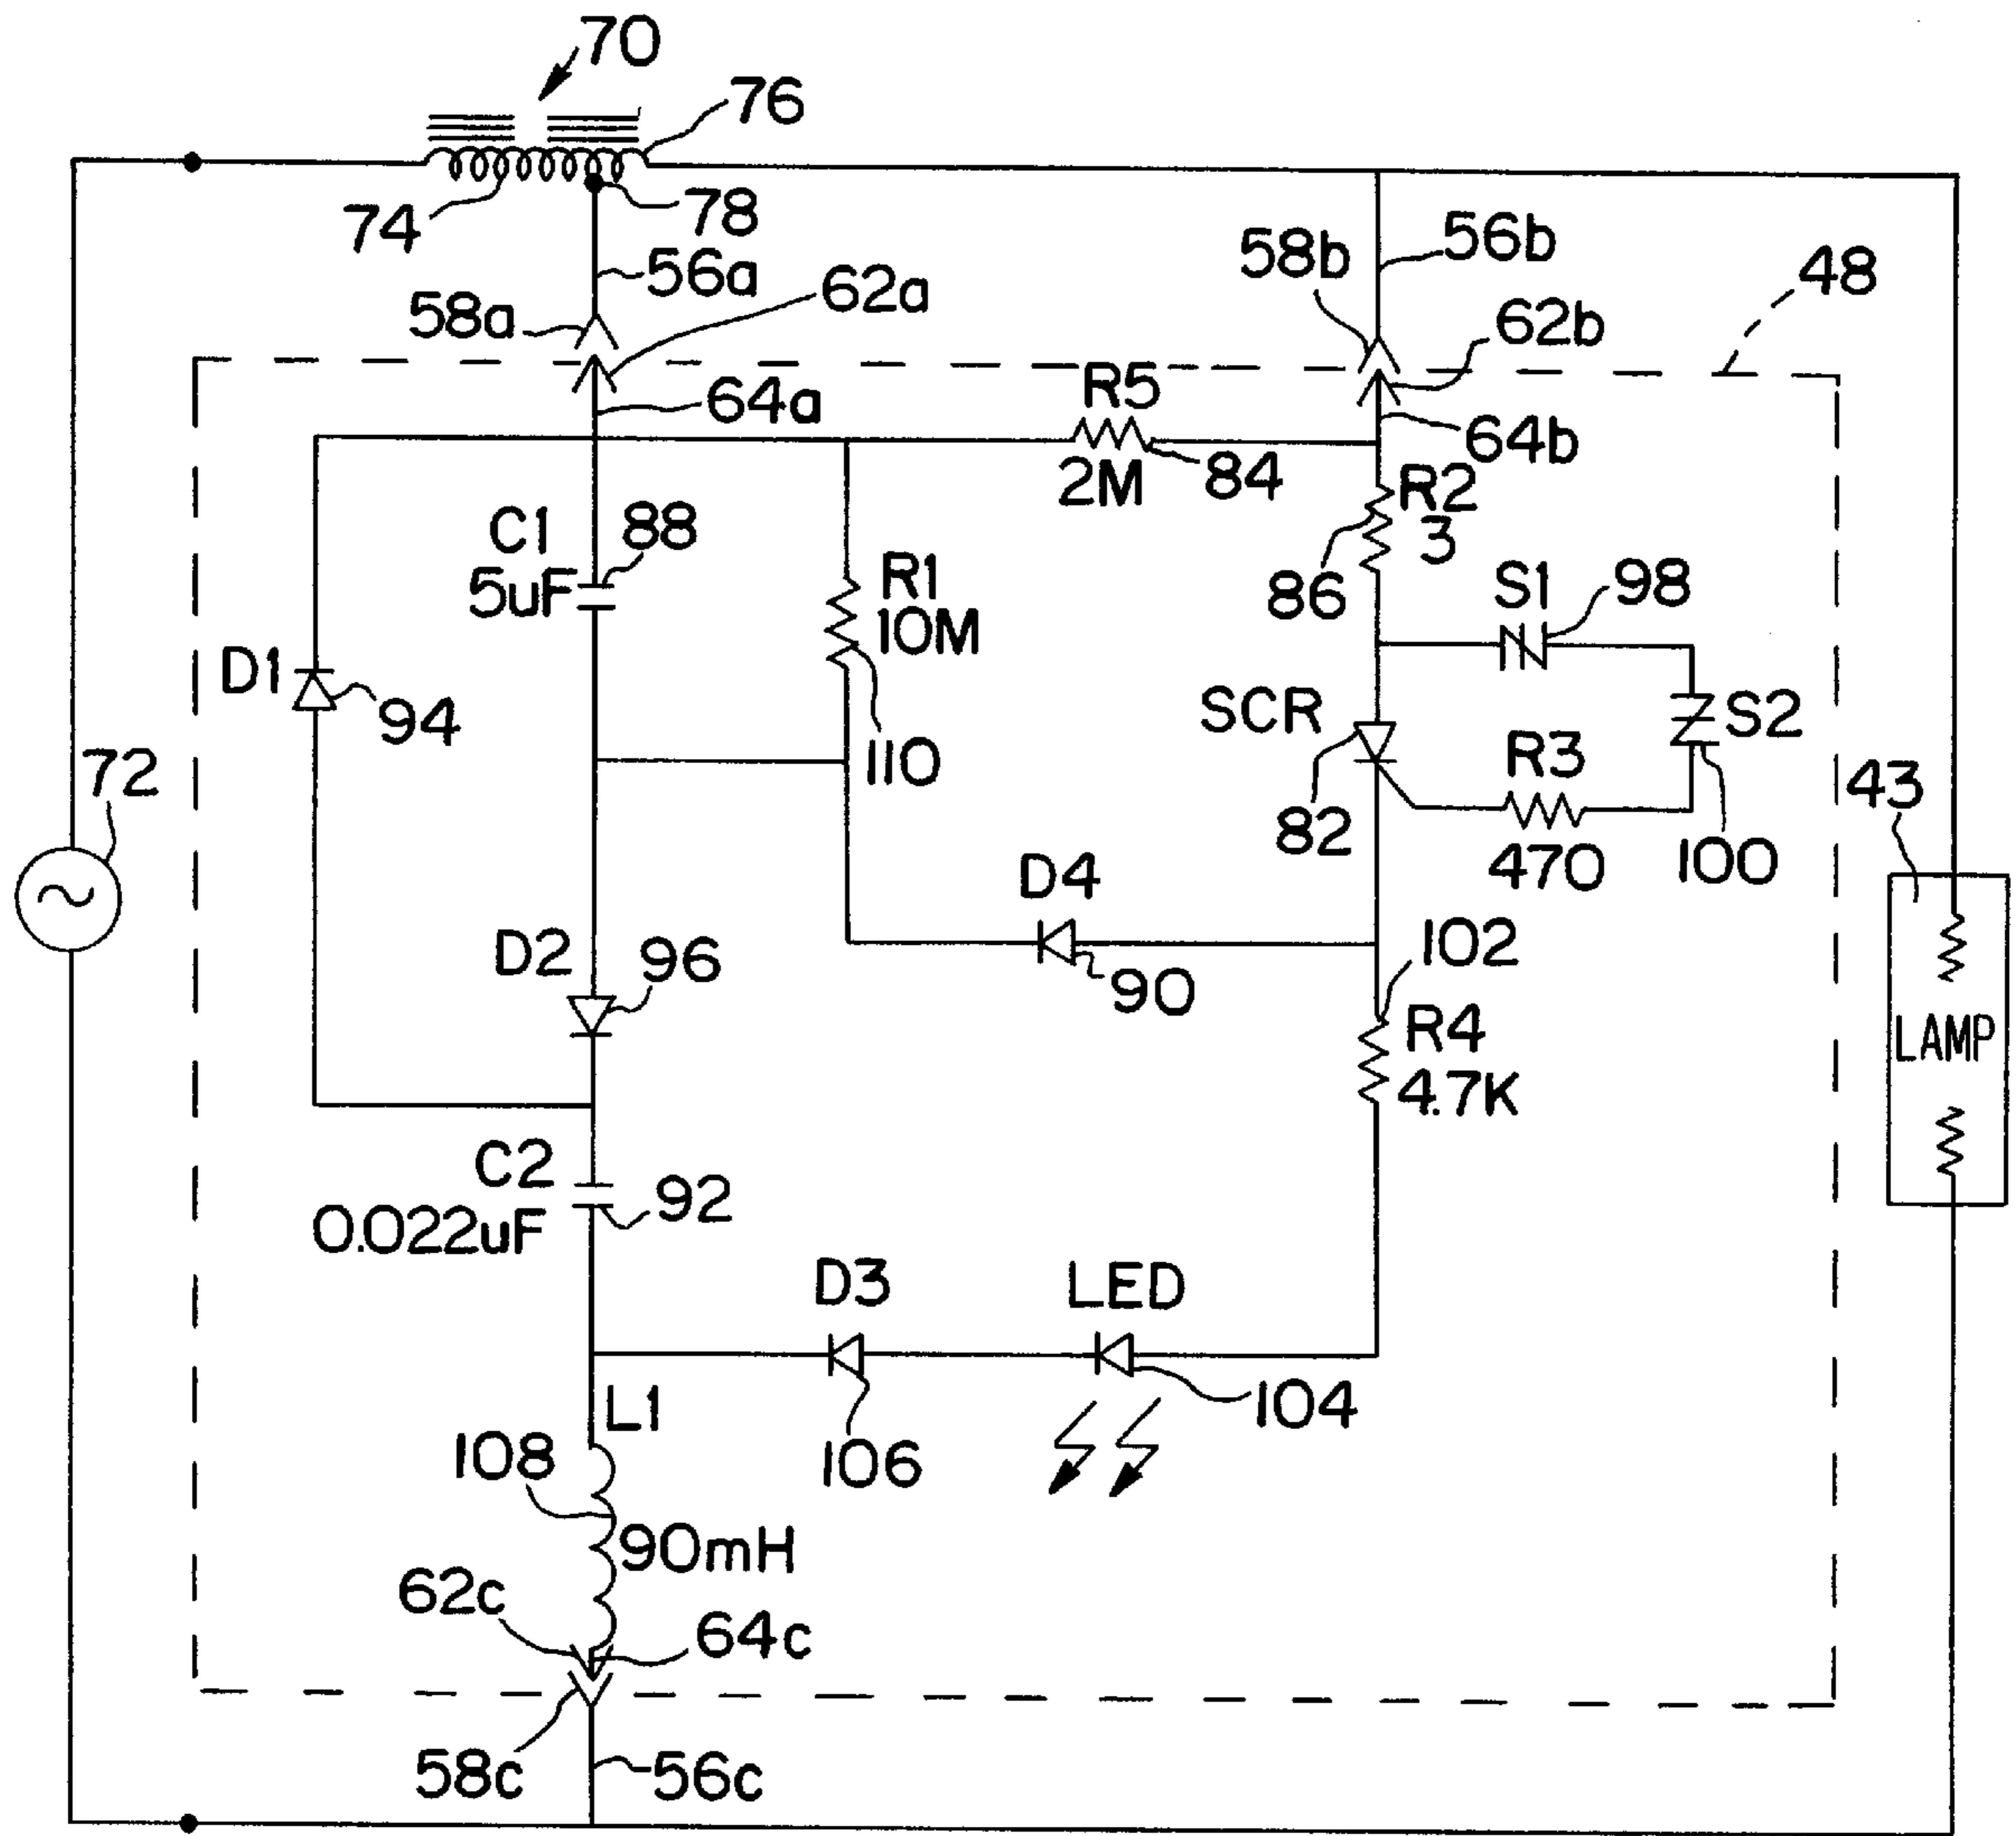 70
76
74
78
56a
58b
56b
48
58a
62a
62b
64a
R5
64b
2M
84
R2
3
C1
88
5uF
R1
10M
86
S1
98
D1
94
SCR
S2
110
R3
72
43
82
470
100
D4
D2
96
90
102
R4
4.7K
LAMP
C2
92
0.022uF
D3
LED
L1
104
108
106
90mH
62c
64c
58c
56c